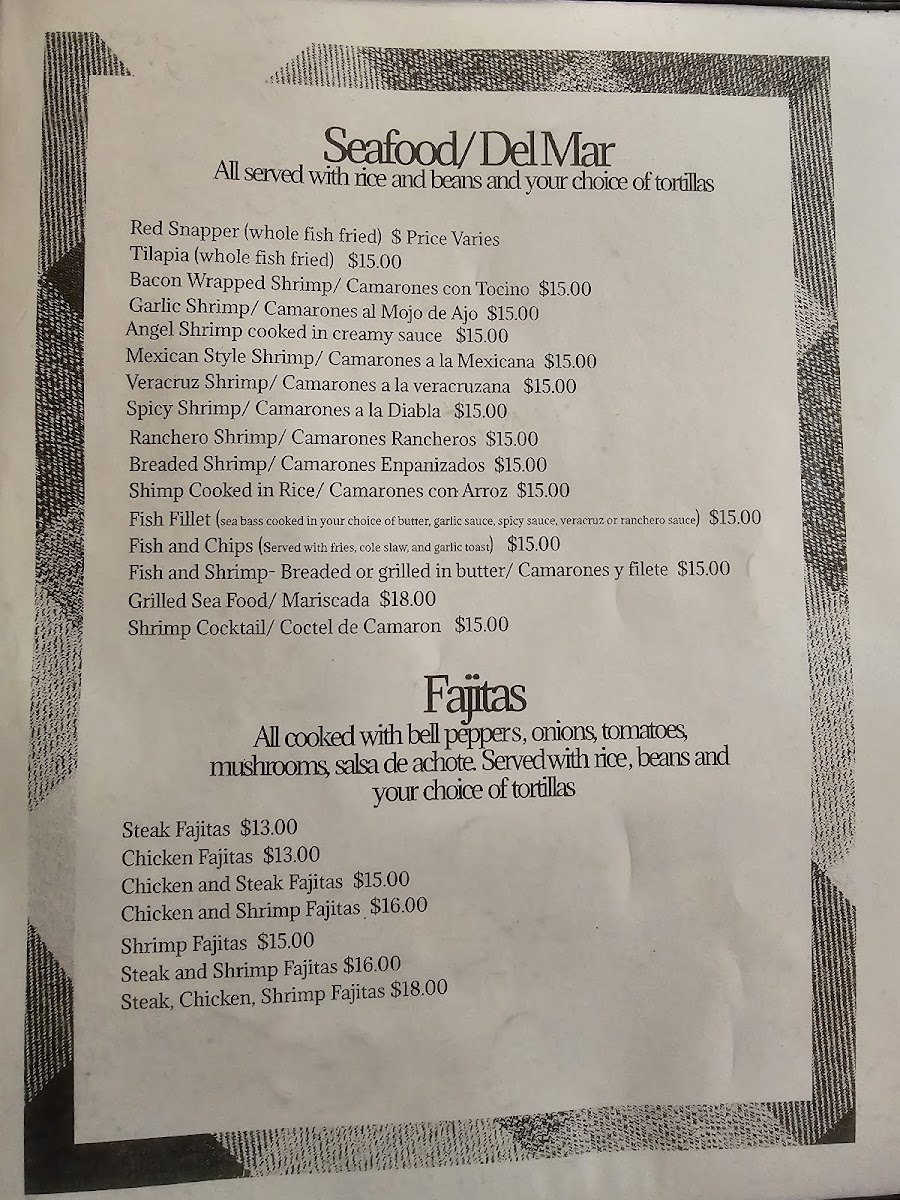 Seafood/ Del Mar
All served with rice and beans and your choice of tortillas
Red Snapper (whole fish fried) $ Price Varies
Tilapia (whole fish fried) $15.00
Bacon Wrapped Shrimp/ Camarones con Tocino $15.00
Garlic Shrimp/ Camarones al Mojo de Ajo $15.00
Angel Shrimp cooked in creamy sauce $15.00
Mexican Style Shrimp/ Camarones a la Mexicana $15.00
Veracruz Shrimp/ Camarones a la veracruzana $15.00
Spicy Shrimp/ Camarones a la Diabla $15.00
Ranchero Shrimp/ Camarones Rancheros $15.00
Breaded Shrimp/ Camarones Enpanizados $15.00
Shimp Cooked in Rice/ Camarones con Arroz $15.00
Fish Fillet (sea bass cooked in your choice of butter, garlic sauce, spicy sauce, veracruz or ranchero sauce) $15.00
Fish and Chips (Served with fries, cole slaw, and garlic toast) $15.00
Fish and Shrimp- Breaded or grilled in butter/ Camarones y filete $15.00
Grilled Sea Food/ Mariscada $18.00
Shrimp Cocktail/ Coctel de Camaron $15.00
Fajitas
All cooked with bell peppers, onions, tomatoes,
mushrooms, salsa de achote. Served with rice, beans and
your choice of tortillas
Steak Fajitas $13.00
Chicken Fajitas $13.00
Chicken and Steak Fajitas $15.00
Chicken and Shrimp Fajitas $16.00
Shrimp Fajitas $15.00
Steak and Shrimp Fajitas $16.00
Steak, Chicken, Shrimp Fajitas $18.00